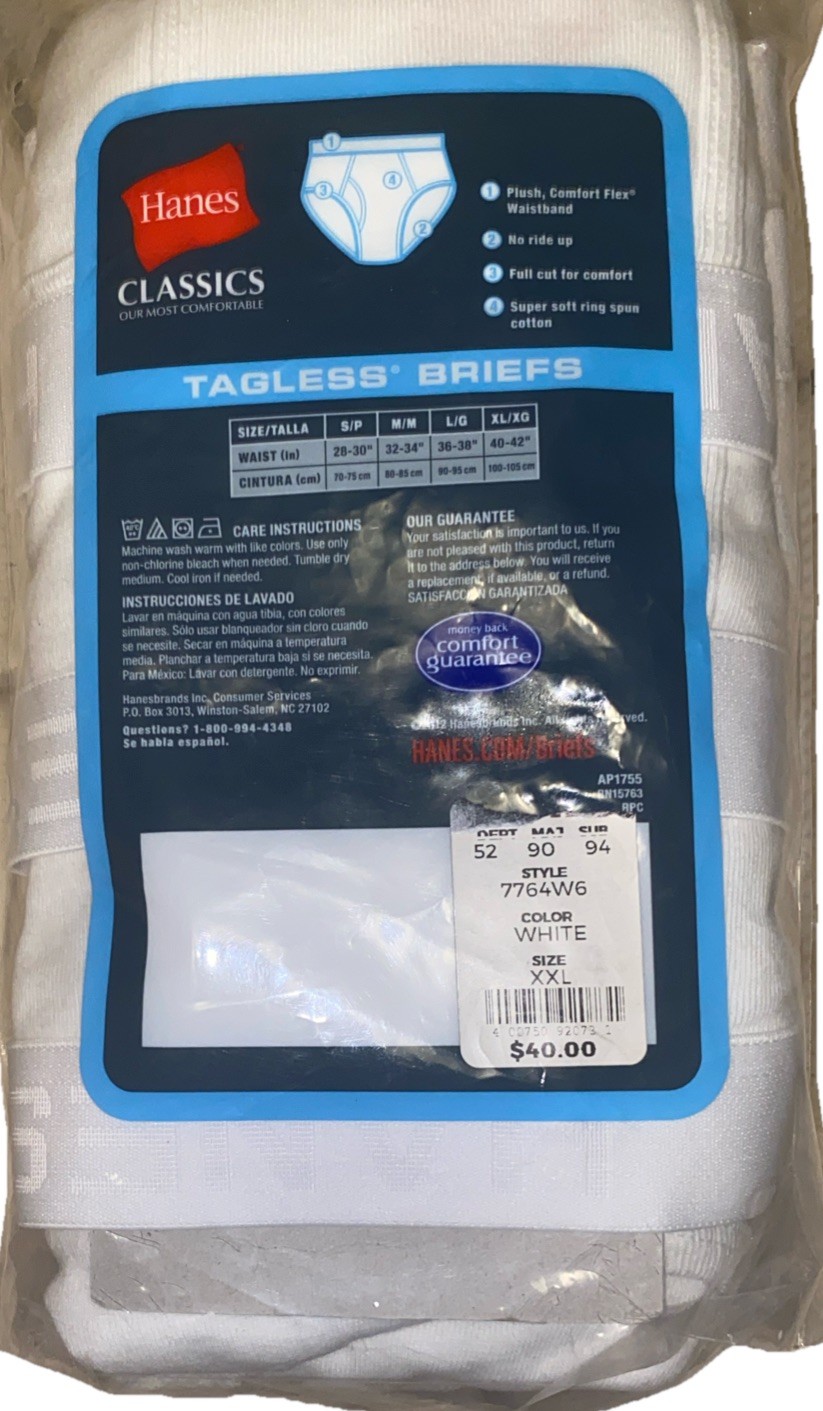 Hanes
CLASSICS
OUR MOST COMFORTABLE
1
3
4
2
1 Plush, Comfort Flex®
Waistband
2 No ride up
3 Full cut for comfort
4 Super soft ring spun
cotton
TAGLESS® BRIEFS
SIZE/TALLA S/P M/M L/G XL/XG
WAIST (in) 28-30" 32-34" 36-38" 40-42"
CINTURA (cm) 70-75 cm 80-85 cm 90-95 cm 100-105 cm
CARE INSTRUCTIONS
Machine wash warm with like colors. Use only
non-chlorine bleach when needed. Tumble dry
medium. Cool iron if needed.
INSTRUCCIONES DE LAVADO
Lavar en máquina con agua tibia, con colores
similares. Sólo usar blanqueador sin cloro cuando
se necesite. Secar en máquina a temperatura
media. Planchar a temperatura baja si se necesita.
Para México: Lavar con detergente. No exprimir.
Hanesbrands Inc. Consumer Services
P.O. Box 3013, Winston-Salem, NC 27102
Questions? 1-800-994-4348
Se habla español.
OUR GUARANTEE
Your satisfaction is important to us. If you
are not pleased with this product, return
it to the address below. You will receive
a replacement, if available, or a refund.
SATISFACCIÓN GARANTIZADA
money back
comfort
guarantee
Hanesbrands Inc.
HANES.COM/Briefs
AP1755
RN15763
RPC
DEPT MAJ SUB
52 90 94
STYLE
7764W6
COLOR
WHITE
SIZE
XXL
4 00750 92073 1
$40.00